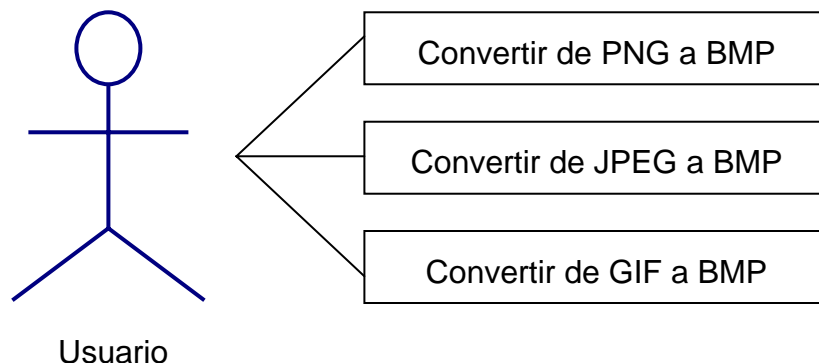 Convertir de PNG a BMP
Convertir de JPEG a BMP
Convertir de GIF a BMP
Usuario